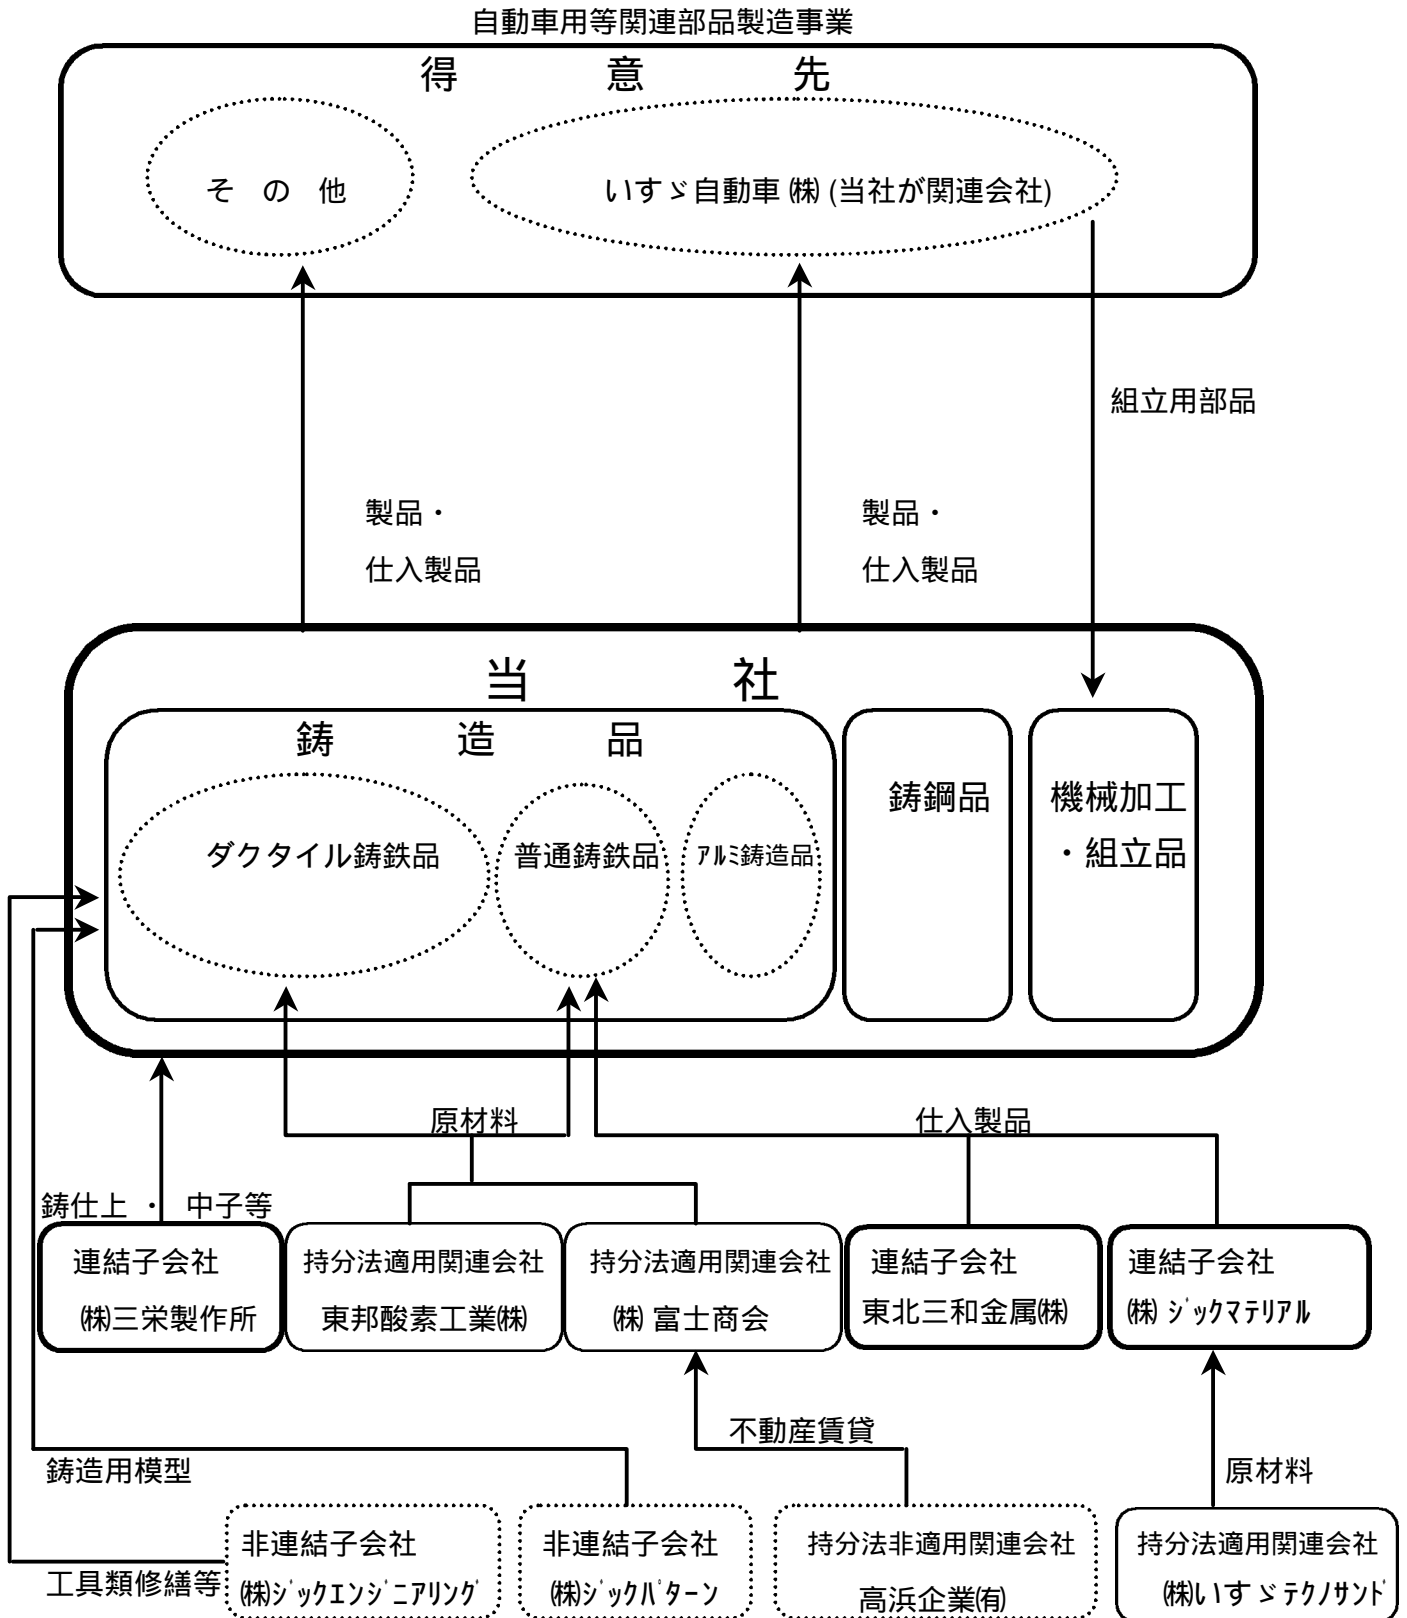 自動車用等関連部品製造事業
得 意 先
そ の 他
いすゞ自動車 ㈱ (当社が関連会社)
組立用部品
製品・
仕入製品
製品・
仕入製品
当 社
鋳 造 品
ダクタイル鋳鉄品
普通鋳鉄品
ｱﾙﾐ鋳造品
鋳鋼品
機械加工
・組立品
原材料
仕入製品
鋳仕上 ・ 中子等
連結子会社
㈱三栄製作所
持分法適用関連会社
東邦酸素工業㈱
持分法適用関連会社
㈱ 富士商会
連結子会社
東北三和金属㈱
連結子会社
㈱ ｼﾞｯｸﾏﾃﾘｱﾙ
不動産賃貸
鋳造用模型
原材料
工具類修繕等
非連結子会社
㈱ｼﾞｯｸｴﾝｼﾞﾆｱﾘﾝｸﾞ
非連結子会社
㈱ｼﾞｯｸﾊﾟﾀｰﾝ
持分法非適用関連会社
高浜企業㈲
持分法適用関連会社
㈱いすゞﾃｸﾉｻﾝﾄﾞ